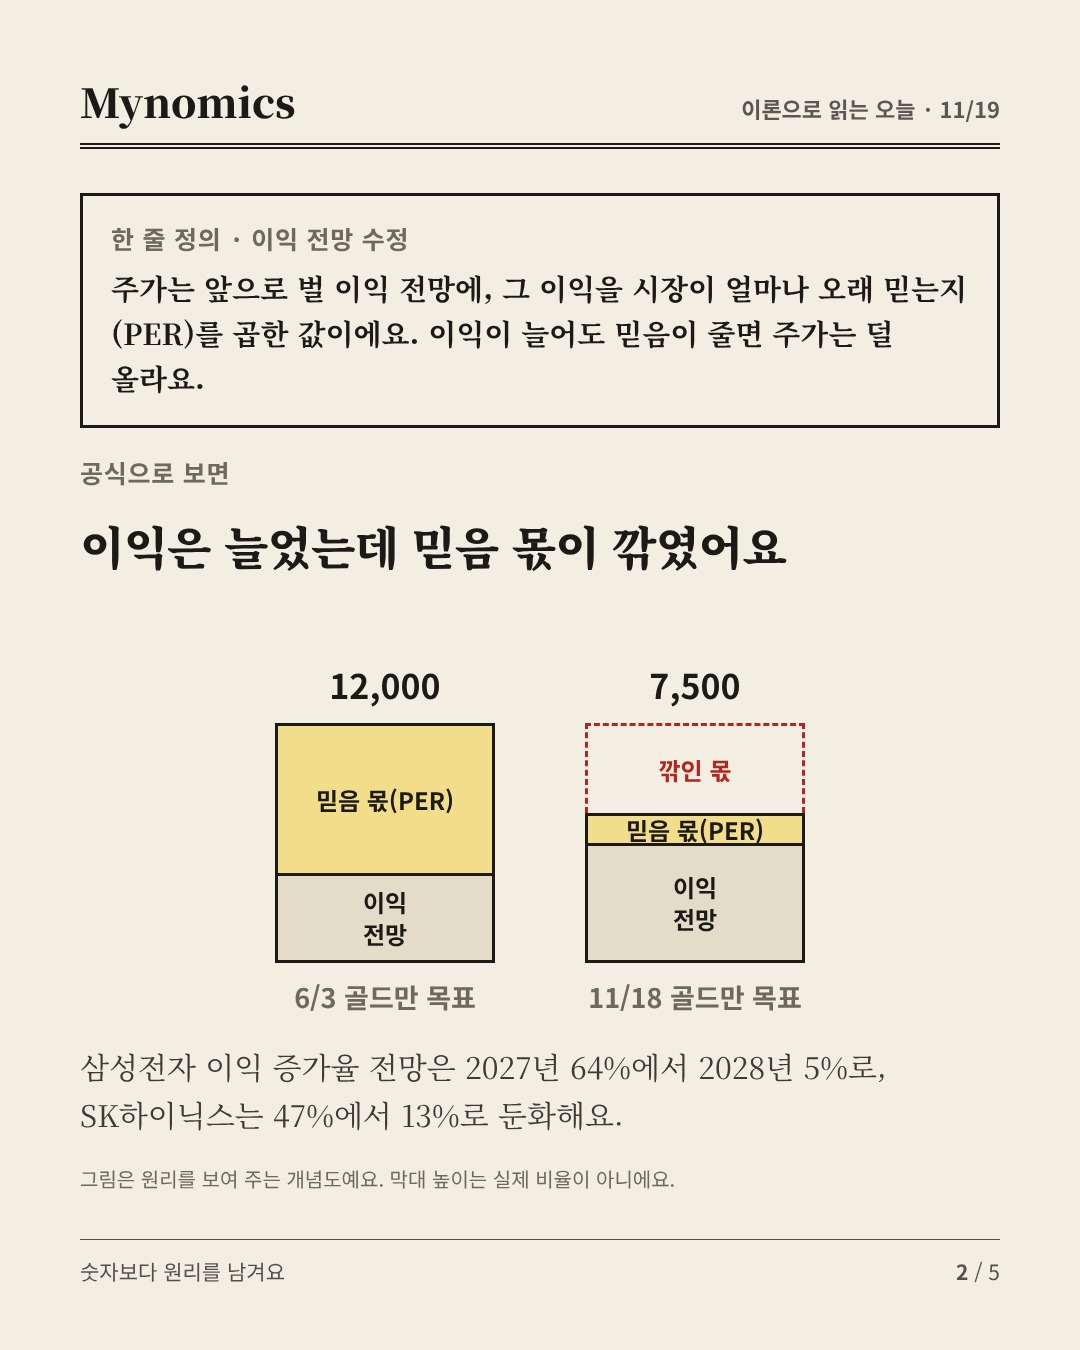 Mynomics
이론으로 읽는 오늘 · 11/19
한 줄 정의 · 이익 전망 수정
주가는 앞으로 벌 이익 전망에, 그 이익을 시장이 얼마나 오래 믿는지
(PER)를 곱한 값이에요. 이익이 늘어도 믿음이 줄면 주가는 덜
올라요.
공식으로 보면
이익은 늘었는데 믿음 몫이 깎였어요
12,000
믿음 몫(PER)
이익
전망
6/3 골드만 목표
7,500
깎인 몫
믿음 몫(PER)
이익
전망
11/18 골드만 목표
삼성전자 이익 증가율 전망은 2027년 64%에서 2028년 5%로,
SK하이닉스는 47%에서 13%로 둔화해요.
그림은 원리를 보여 주는 개념도예요. 막대 높이는 실제 비율이 아니에요.
숫자보다 원리를 남겨요
2 / 5